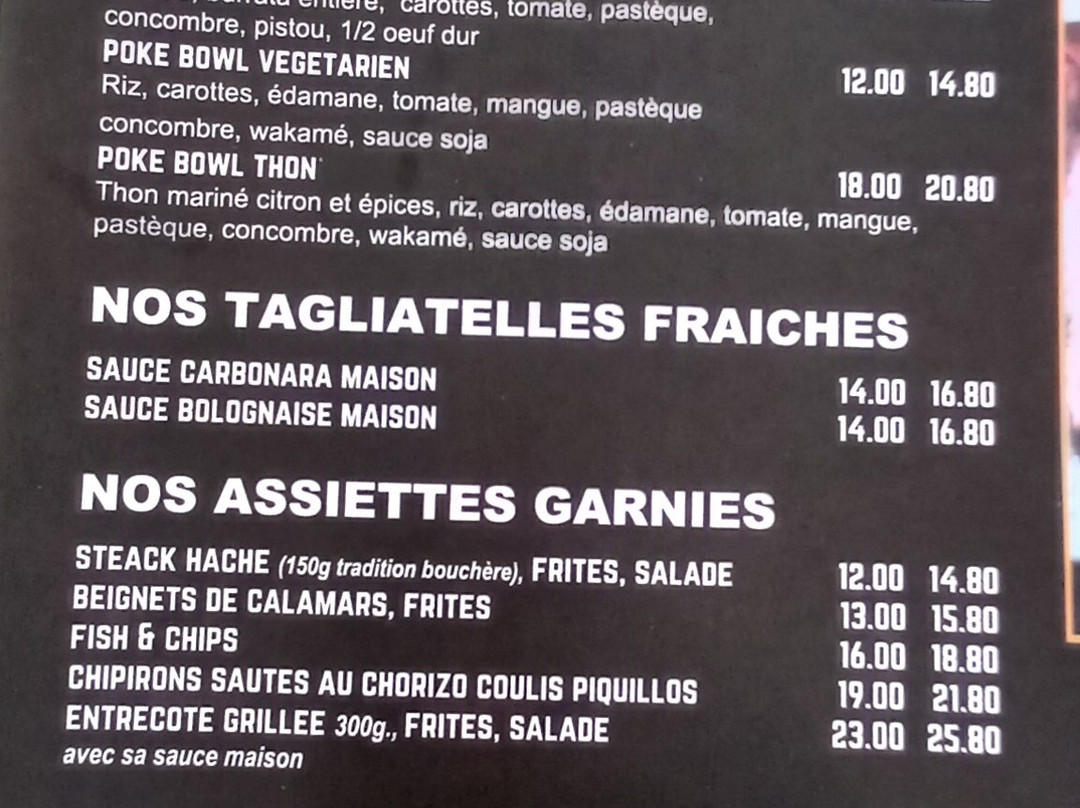 entière, carottes, tomate, pastèque,
concombre, pistou, 1/2 oeuf dur
POKE BOWL VEGETARIEN 12.00 14.80
Riz, carottes, édamane, tomate, mangue, pastèque
concombre, wakamé, sauce soja
POKE BOWL THON* 18.00 20.80
Thon mariné citron et épices, riz, carottes, édamane, tomate, mangue,
pastèque, concombre, wakamé, sauce soja
NOS TAGLIATELLES FRAICHES
SAUCE CARBONARA MAISON 14.00 16.80
SAUCE BOLOGNAISE MAISON 14.00 16.80
NOS ASSIETTES GARNIES
STEACK HACHE (150g tradition bouchère), FRITES, SALADE 12.00 14.80
BEIGNETS DE CALAMARS, FRITES 13.00 15.80
FISH & CHIPS 16.00 18.80
CHIPIRONS SAUTES AU CHORIZO COULIS PIQUILLOS 19.00 21.80
ENTRECOTE GRILLEE 300g., FRITES, SALADE 23.00 25.80
avec sa sauce maison